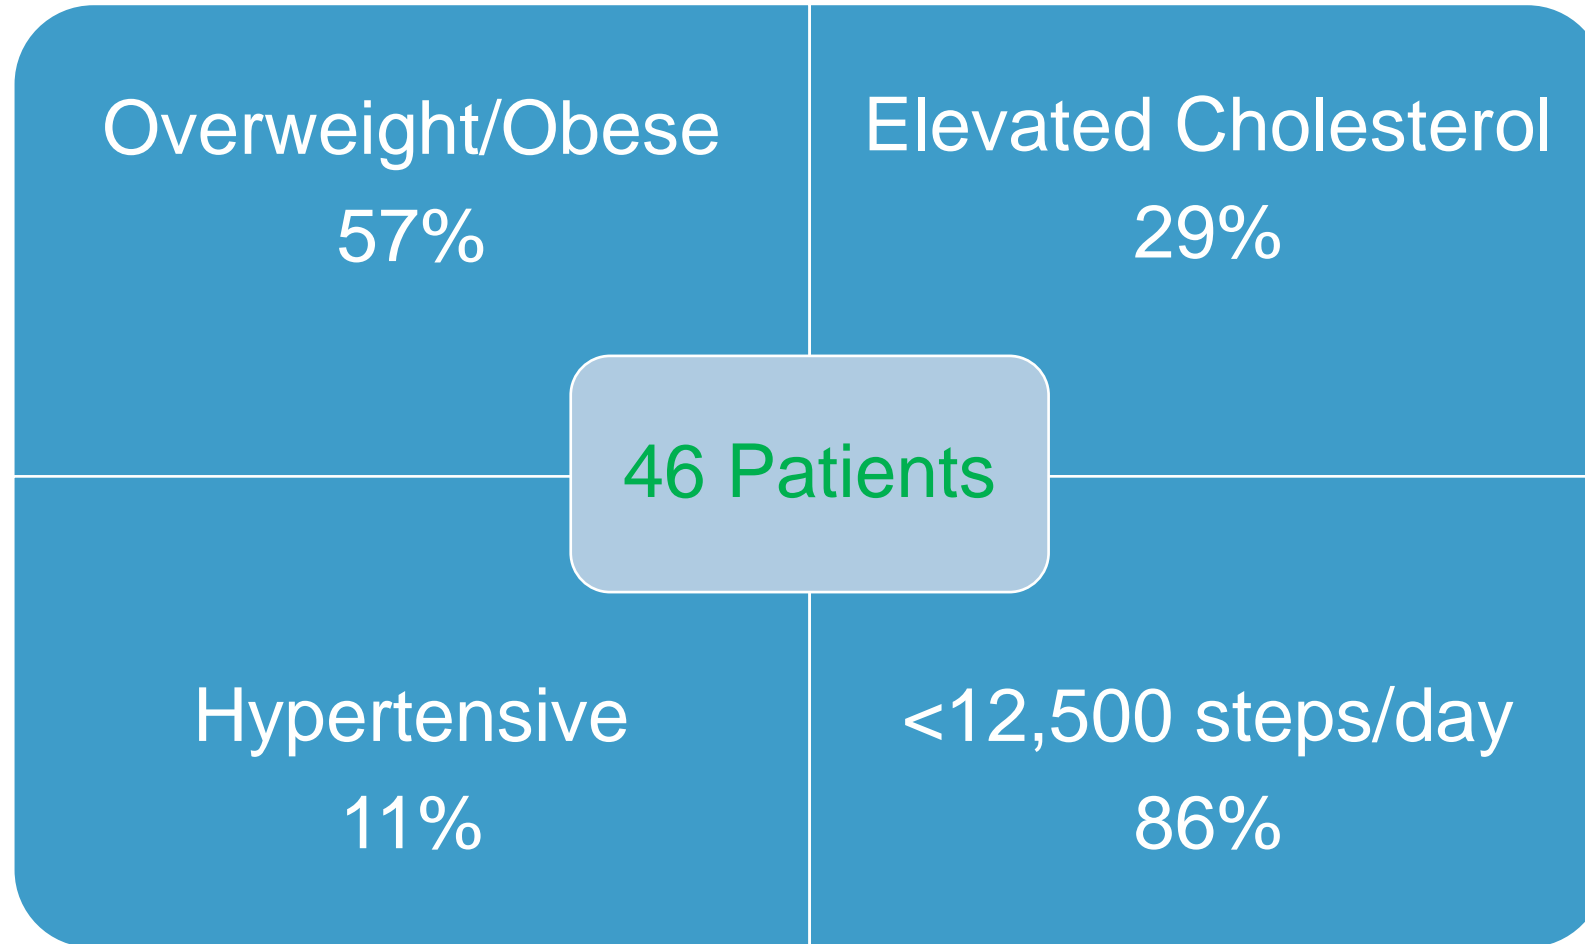 Overweight/Obese
57%
Elevated Cholesterol
29%
46 Patients
Hypertensive
11%
<12,500 steps/day
86%